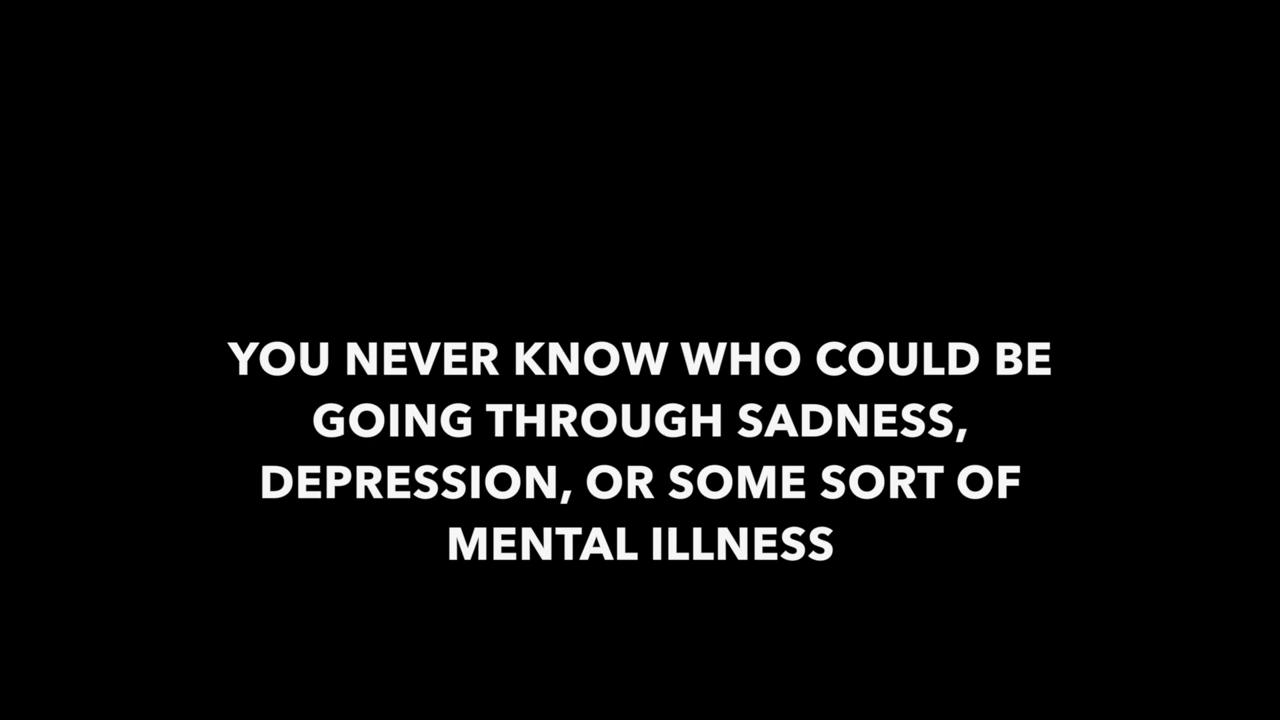 YOU NEVER KNOW WHO COULD BE
GOING THROUGH SADNESS,
DEPRESSION, OR SOME SORT OF
MENTAL ILLNESS